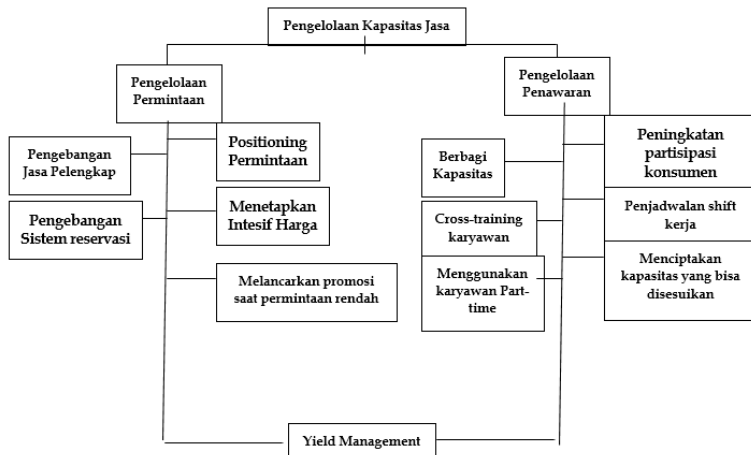 Pengelolaan Kapasitas Jasa
Pengelolaan
Permintaan
Pengelolaan
Penawaran
Pengebangan
Jasa Pelengkap
Positioning
Permintaan
Pengebangan
Sistem reservasi
Menetapkan
Intesif Harga
Melancarkan promosi
saat permintaan rendah
Berbagi
Kapasitas
Peningkatan
partisipasi
konsumen
Cross-training
karyawan
Penjadwalan shift
kerja
Menggunakan
karyawan Part-
time
Menciptakan
kapasitas yang bisa
disesuikan
Yield Management